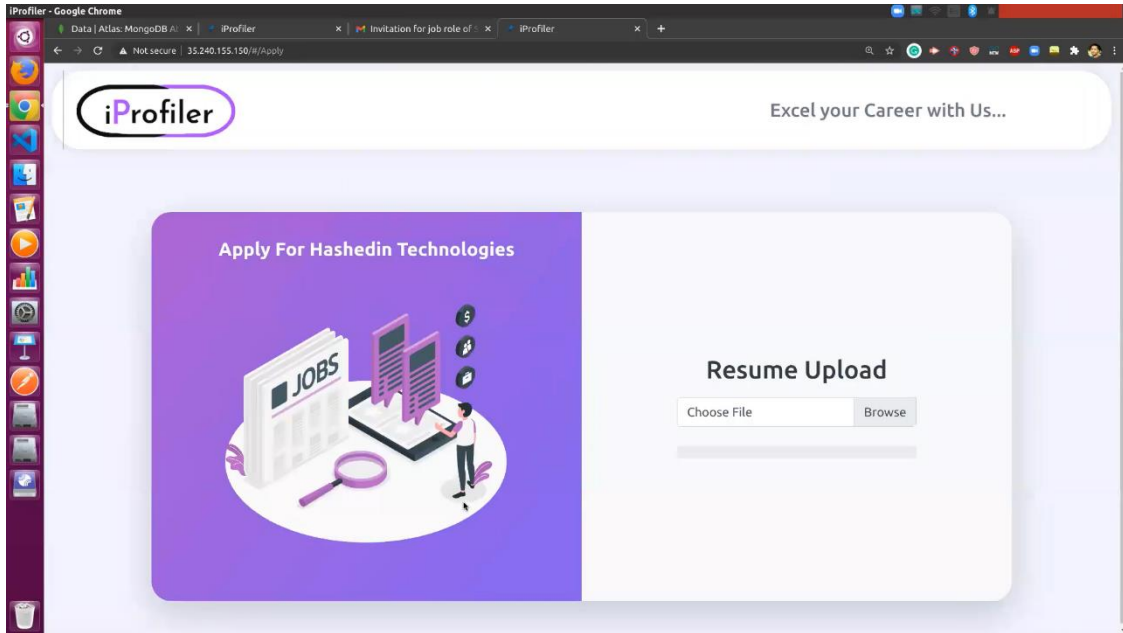 iProfiler - Google Chrome
Data | Atlas: MongoDB At
iProfiler
Invitation for job role of S
iProfiler
Not secure | 35.240.155.150/#/Apply
iProfiler
Excel your Career with Us...
Apply For Hashedin Technologies
JOBS
$
Resume Upload
Choose File
Browse